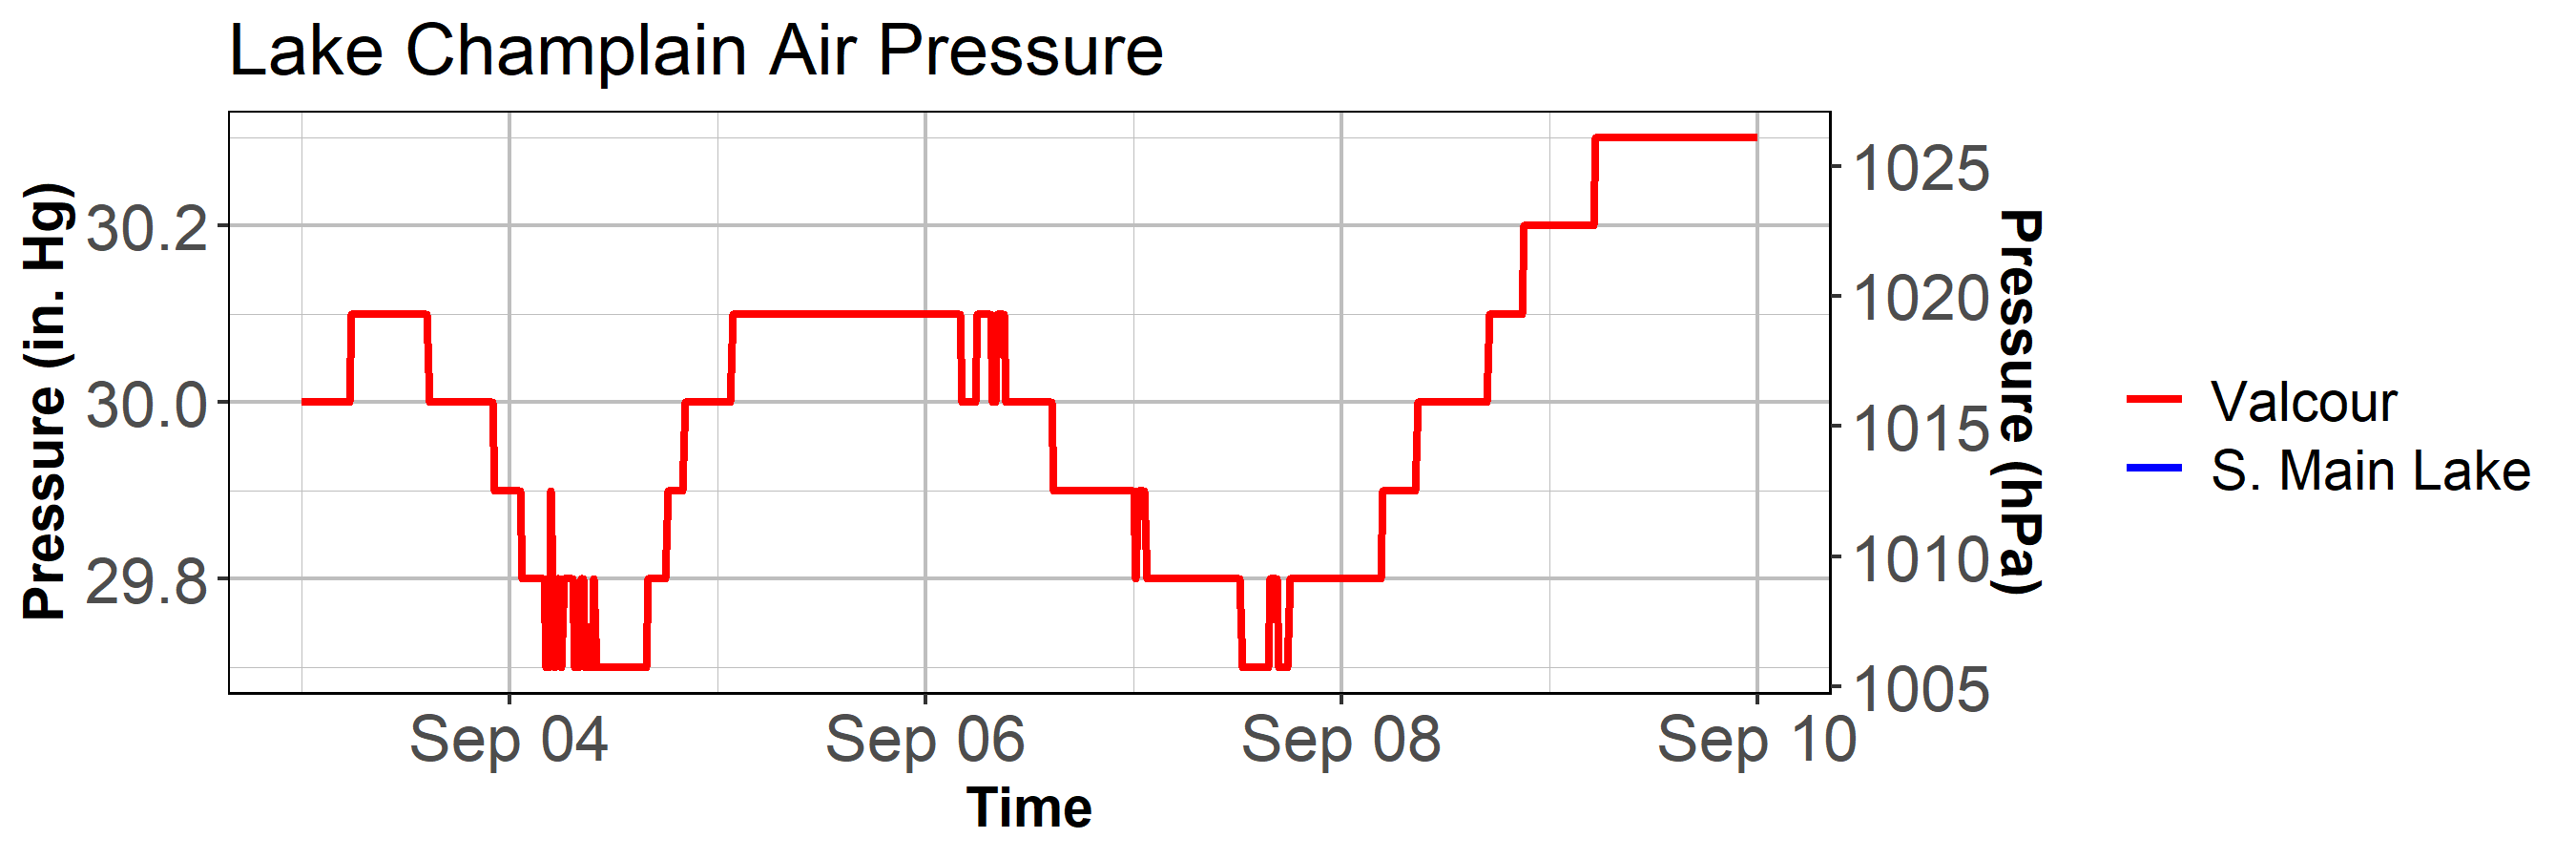 Lake Champlain Air Pressure
Pressure (in. Hg)
30.2
30.0
29.8
1025
1020
1015
1010
1005
Pressure (hPa)
Sep 04 Sep 06 Sep 08 Sep 10
Time
Valcour
S. Main Lake